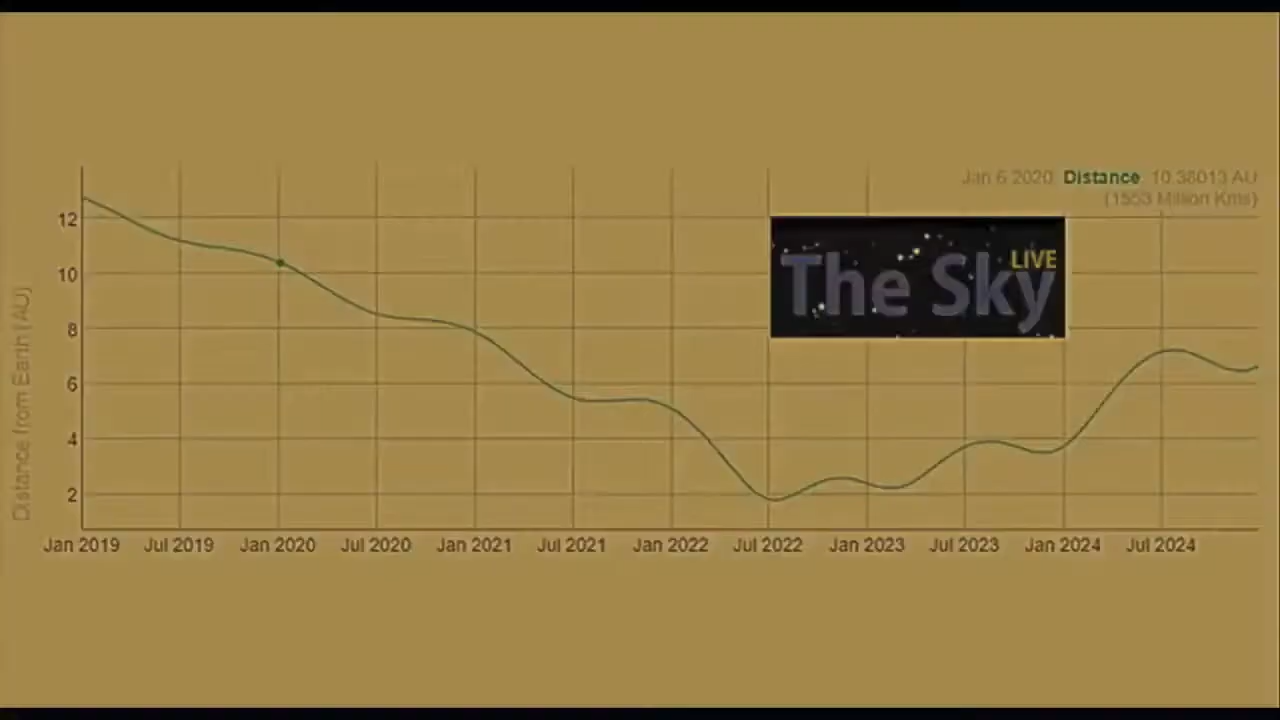 Jan 6 2020 Distance 10.38013 AU
(1553 Million Kms)
The Sky LIVE
Distance from Earth (AU)
12
10
8
6
4
2
Jan 2019 Jul 2019 Jan 2020 Jul 2020 Jan 2021 Jul 2021 Jan 2022 Jul 2022 Jan 2023 Jul 2023 Jan 2024 Jul 2024